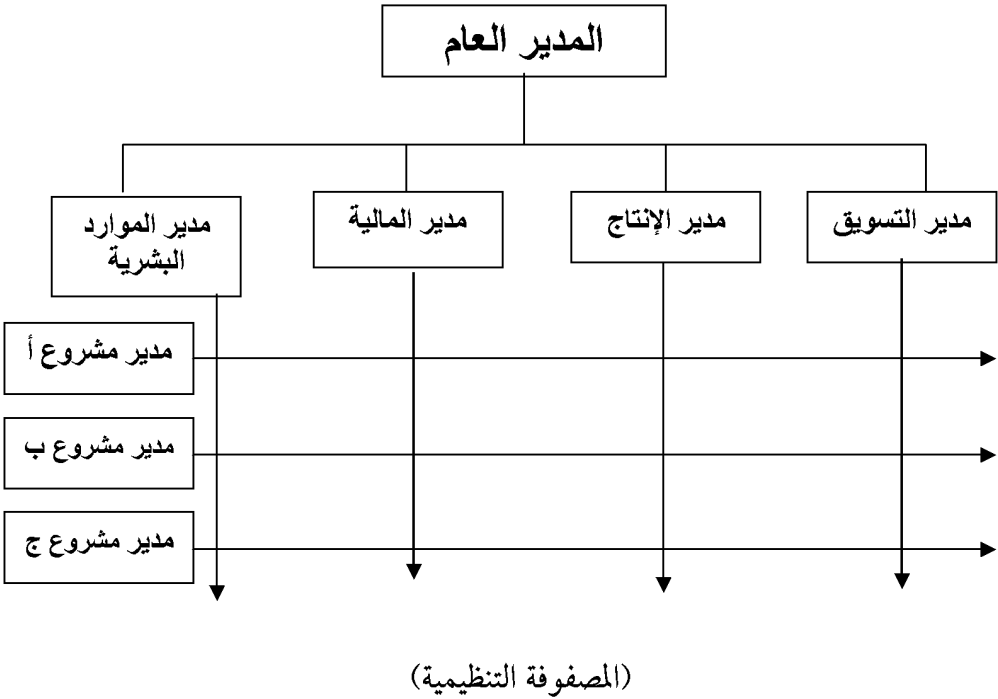 المدير العام
مدير التسويق
مدير الإنتاج
مدير المالية
مدير الموارد
البشرية
مدير مشروع أ
مدير مشروع ب
مدير مشروع ج
(المصفوفة التنظيمية)